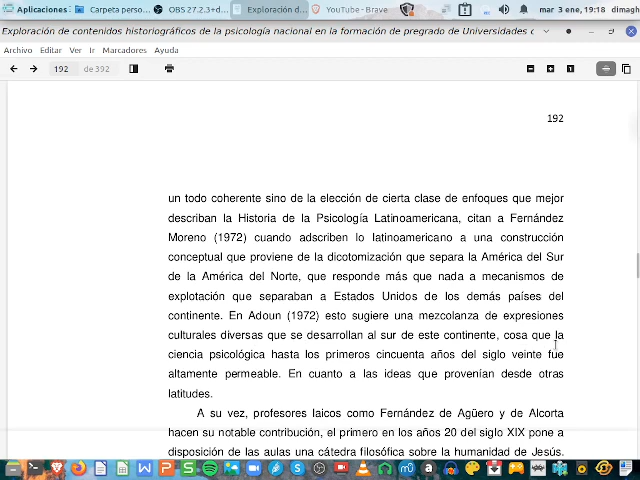 Aplicaciones Carpeta perso... OBS 27.2.3+d... Exploración d... YouTube - Brave mar 3 ene, 19:18 dimagh
Exploración de contenidos historiográficos de la psicología nacional en la formación de pregrado de Universidades c
Archivo Editar Ir Marcadores Ayuda
192 de 392
192
un todo coherente sino de la elección de cierta clase de enfoques que mejor
describan la Historia de la Psicología Latinoamericana, citan a Fernández
Moreno (1972) cuando adscriben lo latinoamericano a una construcción
conceptual que proviene de la dicotomización que separa la América del Sur
de la América del Norte, que responde más que nada a mecanismos de
explotación que separaban a Estados Unidos de los demás países del
continente. En Adoun (1972) esto sugiere una mezcolanza de expresiones
culturales diversas que se desarrollan al sur de este continente, cosa que la
ciencia psicológica hasta los primeros cincuenta años del siglo veinte fue
altamente permeable. En cuanto a las ideas que provenían desde otras
latitudes.
A su vez, profesores laicos como Fernández de Agüero y de Alcorta
hacen su notable contribución, el primero en los años 20 del siglo XIX pone a
disposición de las aulas una cátedra filosófica sobre la humanidad de Jesús.